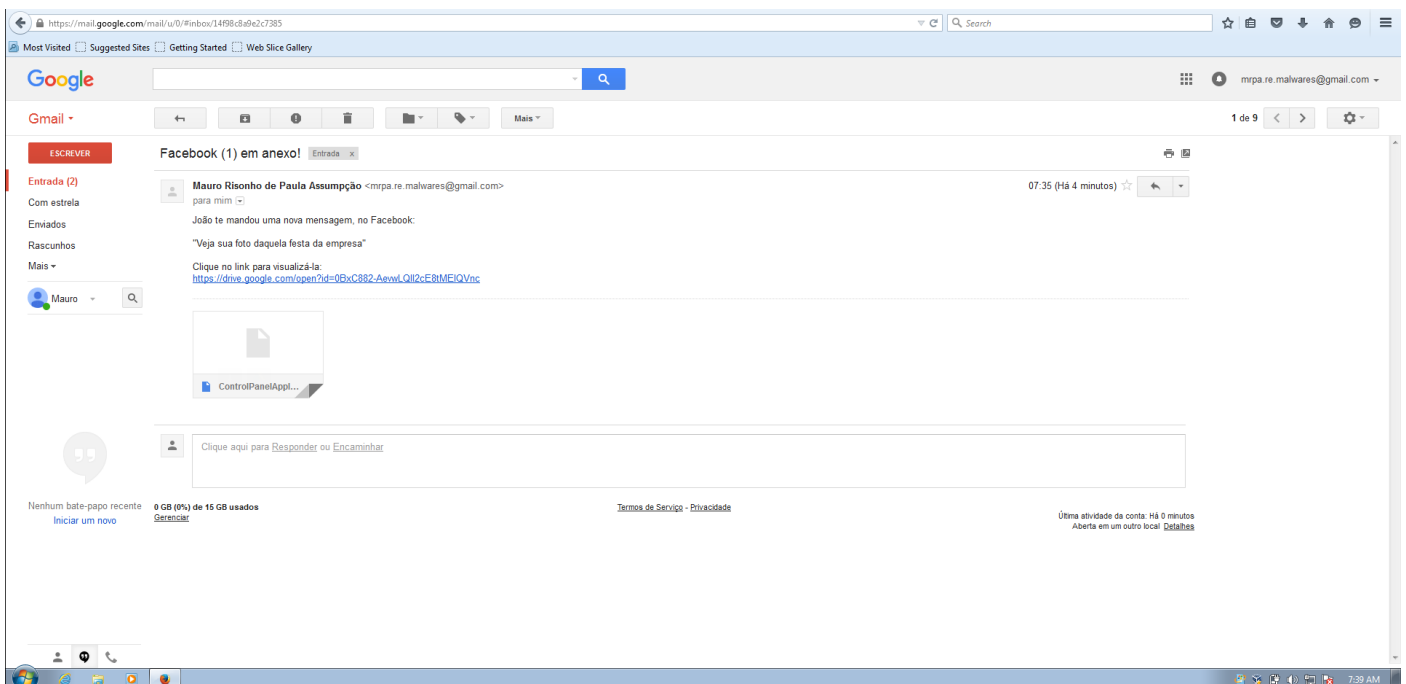 https://mail.google.com/mail/u/0/#inbox/14f98c8a9e2c7385
Search
Most Visited Suggested Sites Getting Started Web Slice Gallery
Google
mrpa.re.malwares@gmail.com
Gmail
Mais
1 de 9
ESCREVER
Facebook (1) em anexo! Entrada x
Entrada (2)
Mauro Risonho de Paula Assumpção <mrpa.re.malwares@gmail.com>
07:35 (Há 4 minutos)
para mim
Com estrela
João te mandou uma nova mensagem, no Facebook:
Enviados
"Veja sua foto daquela festa da empresa"
Rascunhos
Mais
Clique no link para visualizá-la:
https://drive.google.com/open?id=0BxC882-AevwLQll2cE8tMElQVnc
Mauro
ControlPanelAppl...
Clique aqui para Responder ou Encaminhar
Nenhum bate-papo recente
Iniciar um novo
0 GB (0%) de 15 GB usados
Gerenciar
Termos de Serviço - Privacidade
Última atividade da conta: Há 0 minutos
Aberta em um outro local Detalhes
7:39 AM